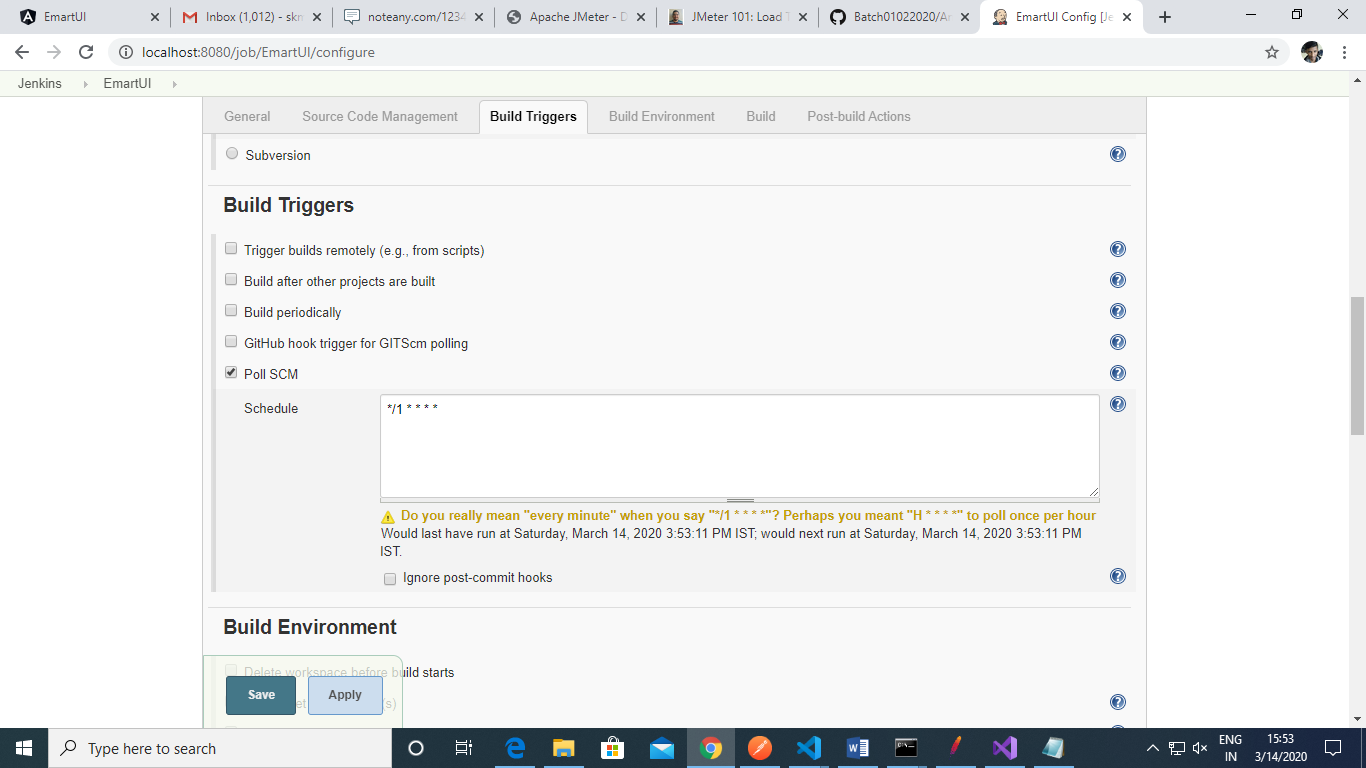 EmartUI
Inbox (1,012) - skn
noteany.com/1234
Apache JMeter - D
JMeter 101: Load T
Batch01022020/A
EmartUI Config [Je
localhost:8080/job/EmartUI/configure
Jenkins EmartUI
General Source Code Management Build Triggers Build Environment Build Post-build Actions
Subversion
Build Triggers
Trigger builds remotely (e.g., from scripts)
Build after other projects are built
Build periodically
GitHub hook trigger for GITScm polling
Poll SCM
Schedule
*/1 * * * *
Do you really mean "every minute" when you say "*/1 * * * *"? Perhaps you meant "H * * * *" to poll once per hour
Would last have run at Saturday, March 14, 2020 3:53:11 PM IST; would next run at Saturday, March 14, 2020 3:53:11 PM
IST.
Ignore post-commit hooks
Build Environment
Delete workspace before build starts
Save Apply
Type here to search
ENG
IN
15:53
3/14/2020